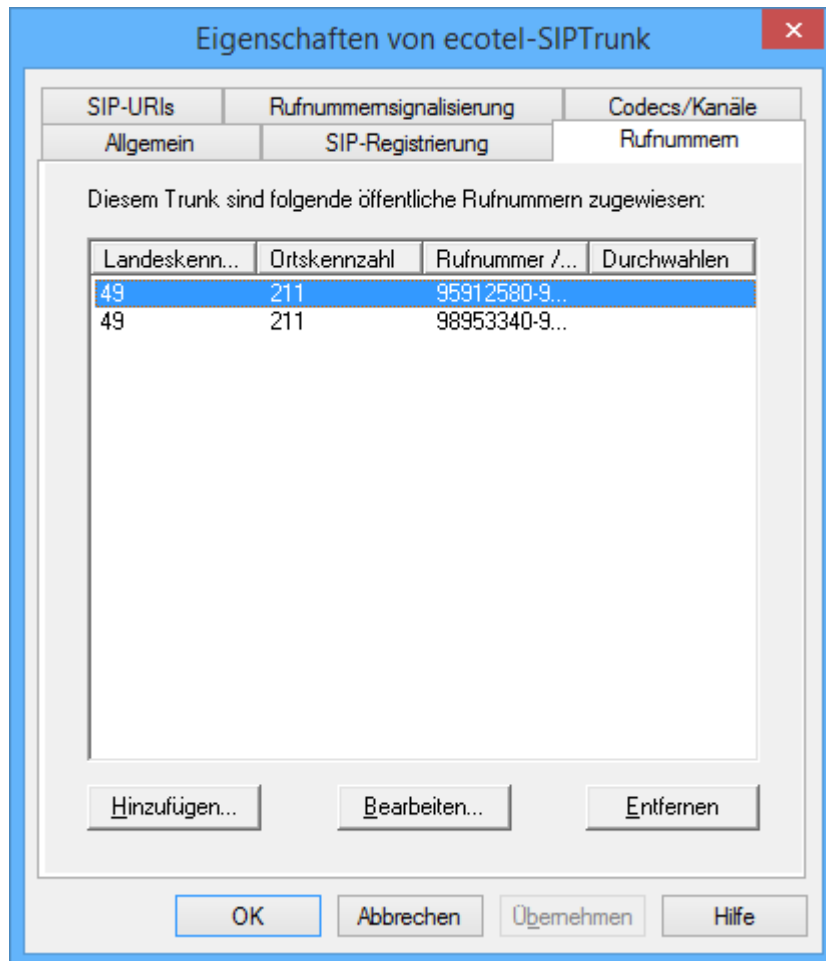 Eigenschaften von ecotel-SIPTrunk
SIP-URIs Rufnummernsignalisierung Codecs/Kanäle
Allgemein SIP-Registrierung Rufnummern
Diesem Trunk sind folgende öffentliche Rufnummern zugewiesen:
Landeskenn... Ortskennzahl Rufnummer /... Durchwahlen
49 211 95912580-9...
49 211 98953340-9...
Hinzufügen... Bearbeiten... Entfernen
OK Abbrechen Übernehmen Hilfe